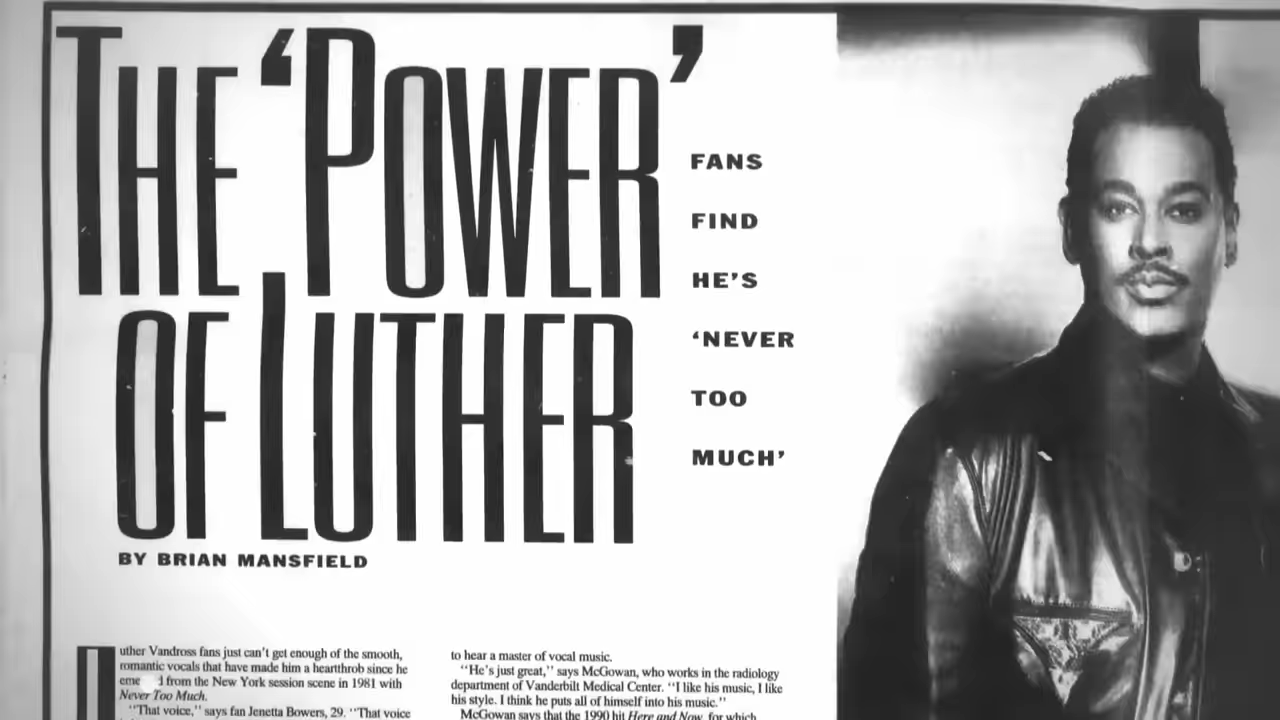 THE ‘POWER’
OF LUTHER
FANS
FIND
HE'S
‘NEVER
TOO
MUCH’
BY BRIAN MANSFIELD
uther Vandross fans just can't get enough of the smooth,
romantic vocals that have made him a heartthrob since he
from the New York session scene in 1981 with
Never Too Much.
“That voice,” says fan Jenetta Bowers, 29. “That voice
to hear a master of vocal music.
“He's just great,” says McGowan, who works in the radiology
department of Vanderbilt Medical Center. “I like his music, I like
his style. I think he puts all of himself into his music.”
McGowan says that the 1990 hit Here and Now, for which